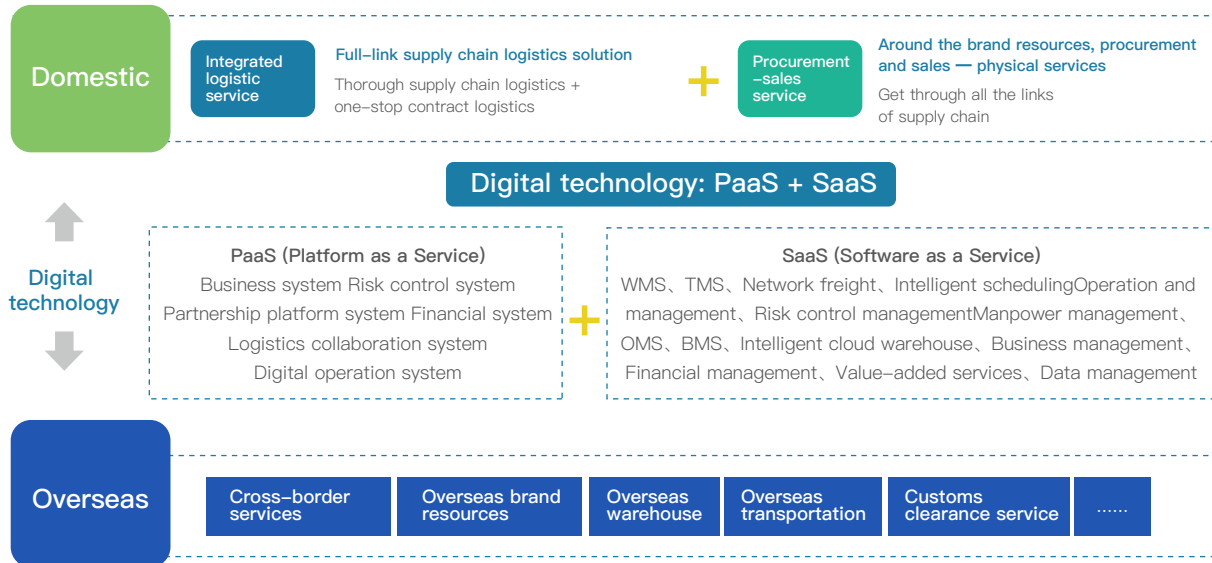 Domestic
Integrated
logistic
service
Full-link supply chain logistics solution
Thorough supply chain logistics +
one-stop contract logistics
+
Procurement
-sales
service
Around the brand resources, procurement
and sales — physical services
Get through all the links
of supply chain
Digital technology: PaaS + SaaS
Digital
technology
PaaS (Platform as a Service)
Business system Risk control system
Partnership platform system Financial system
Logistics collaboration system
Digital operation system
+
SaaS (Software as a Service)
WMS、TMS、Network freight、Intelligent schedulingOperation and
management、Risk control managementManpower management、
OMS、BMS、Intelligent cloud warehouse、Business management、
Financial management、Value-added services、Data management
Overseas
Cross-border
services
Overseas brand
resources
Overseas
warehouse
Overseas
transportation
Customs
clearance service
......